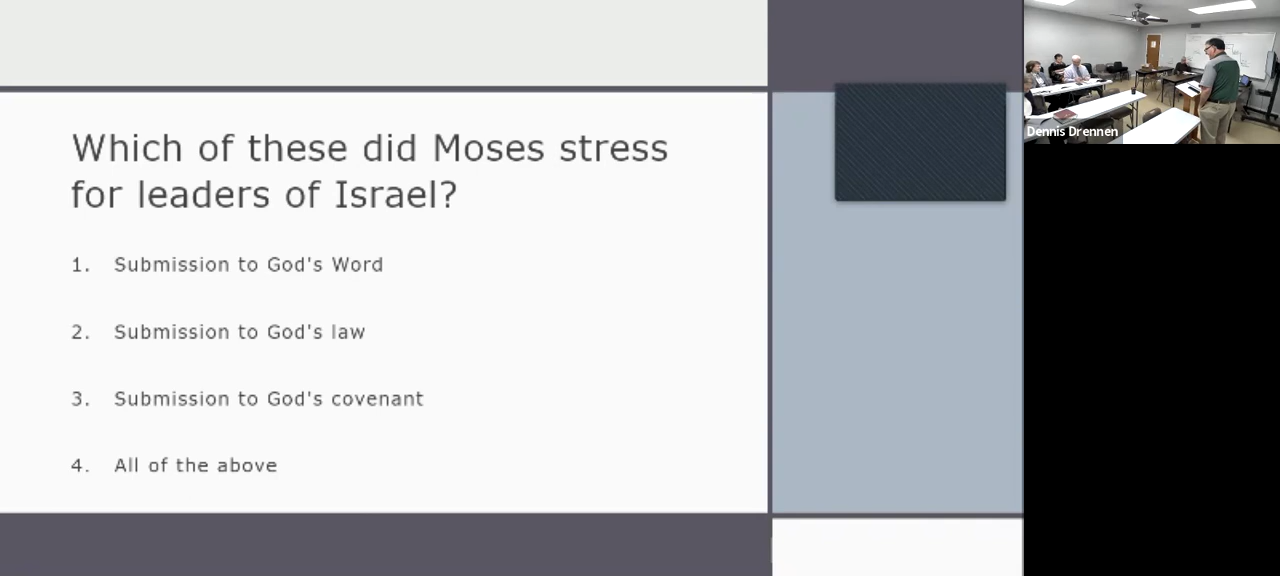 Which of these did Moses stress
for leaders of Israel?
1. Submission to God's Word
2. Submission to God's law
3. Submission to God's covenant
4. All of the above
Dennis Drennen